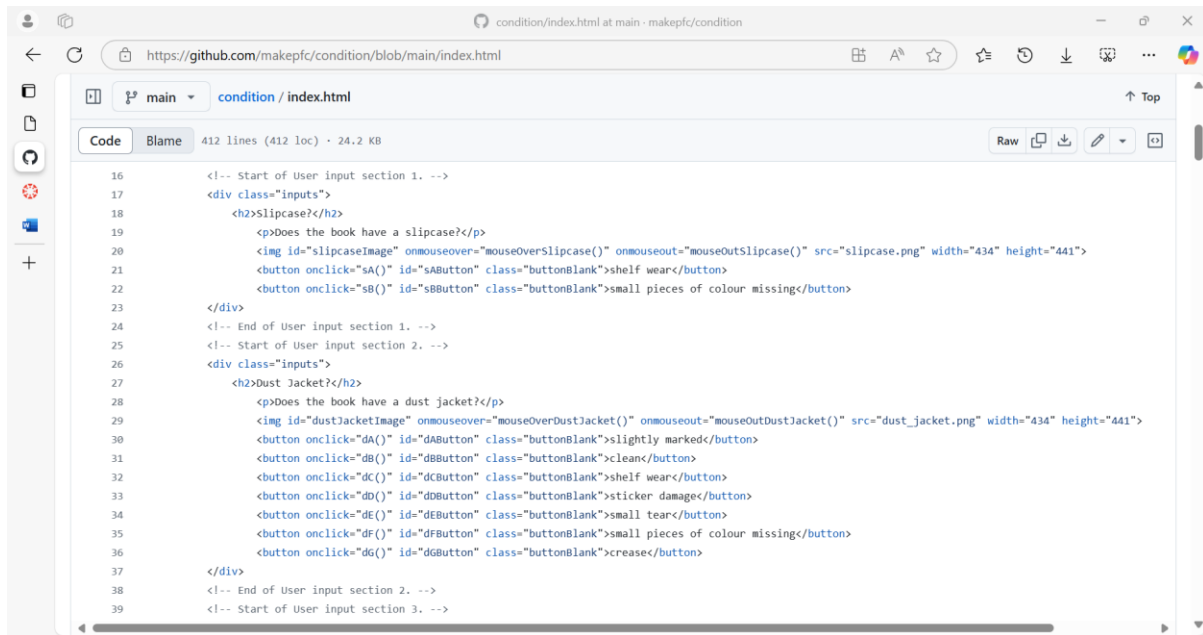 condition/index.html at main · makepfc/condition
https://github.com/makepfc/condition/blob/main/index.html
main condition / index.html Top
Code Blame 412 lines (412 loc) · 24.2 KB Raw
16 <!-- Start of User input section 1. -->
17 <div class="inputs">
18 <h2>Slipcase?</h2>
19 <p>Does the book have a slipcase?</p>
20 <img id="slipcaseImage" onmouseover="mouseOverSlipcase()" onmouseout="mouseOutSlipcase()" src="slipcase.png" width="434" height="441">
21 <button onclick="sA()" id="sAButton" class="buttonBlank">shelf wear</button>
22 <button onclick="sB()" id="sBButton" class="buttonBlank">small pieces of colour missing</button>
23 </div>
24 <!-- End of User input section 1. -->
25 <!-- Start of User input section 2. -->
26 <div class="inputs">
27 <h2>Dust Jacket?</h2>
28 <p>Does the book have a dust jacket?</p>
29 <img id="dustJacketImage" onmouseover="mouseOverDustJacket()" onmouseout="mouseOutDustJacket()" src="dust_jacket.png" width="434" height="441">
30 <button onclick="dA()" id="dAButton" class="buttonBlank">slightly marked</button>
31 <button onclick="dB()" id="dBButton" class="buttonBlank">clean</button>
32 <button onclick="dC()" id="dCButton" class="buttonBlank">shelf wear</button>
33 <button onclick="dD()" id="dDButton" class="buttonBlank">sticker damage</button>
34 <button onclick="dE()" id="dEButton" class="buttonBlank">small tear</button>
35 <button onclick="dF()" id="dFButton" class="buttonBlank">small pieces of colour missing</button>
36 <button onclick="dG()" id="dGButton" class="buttonBlank">crease</button>
37 </div>
38 <!-- End of User input section 2. -->
39 <!-- Start of User input section 3. -->